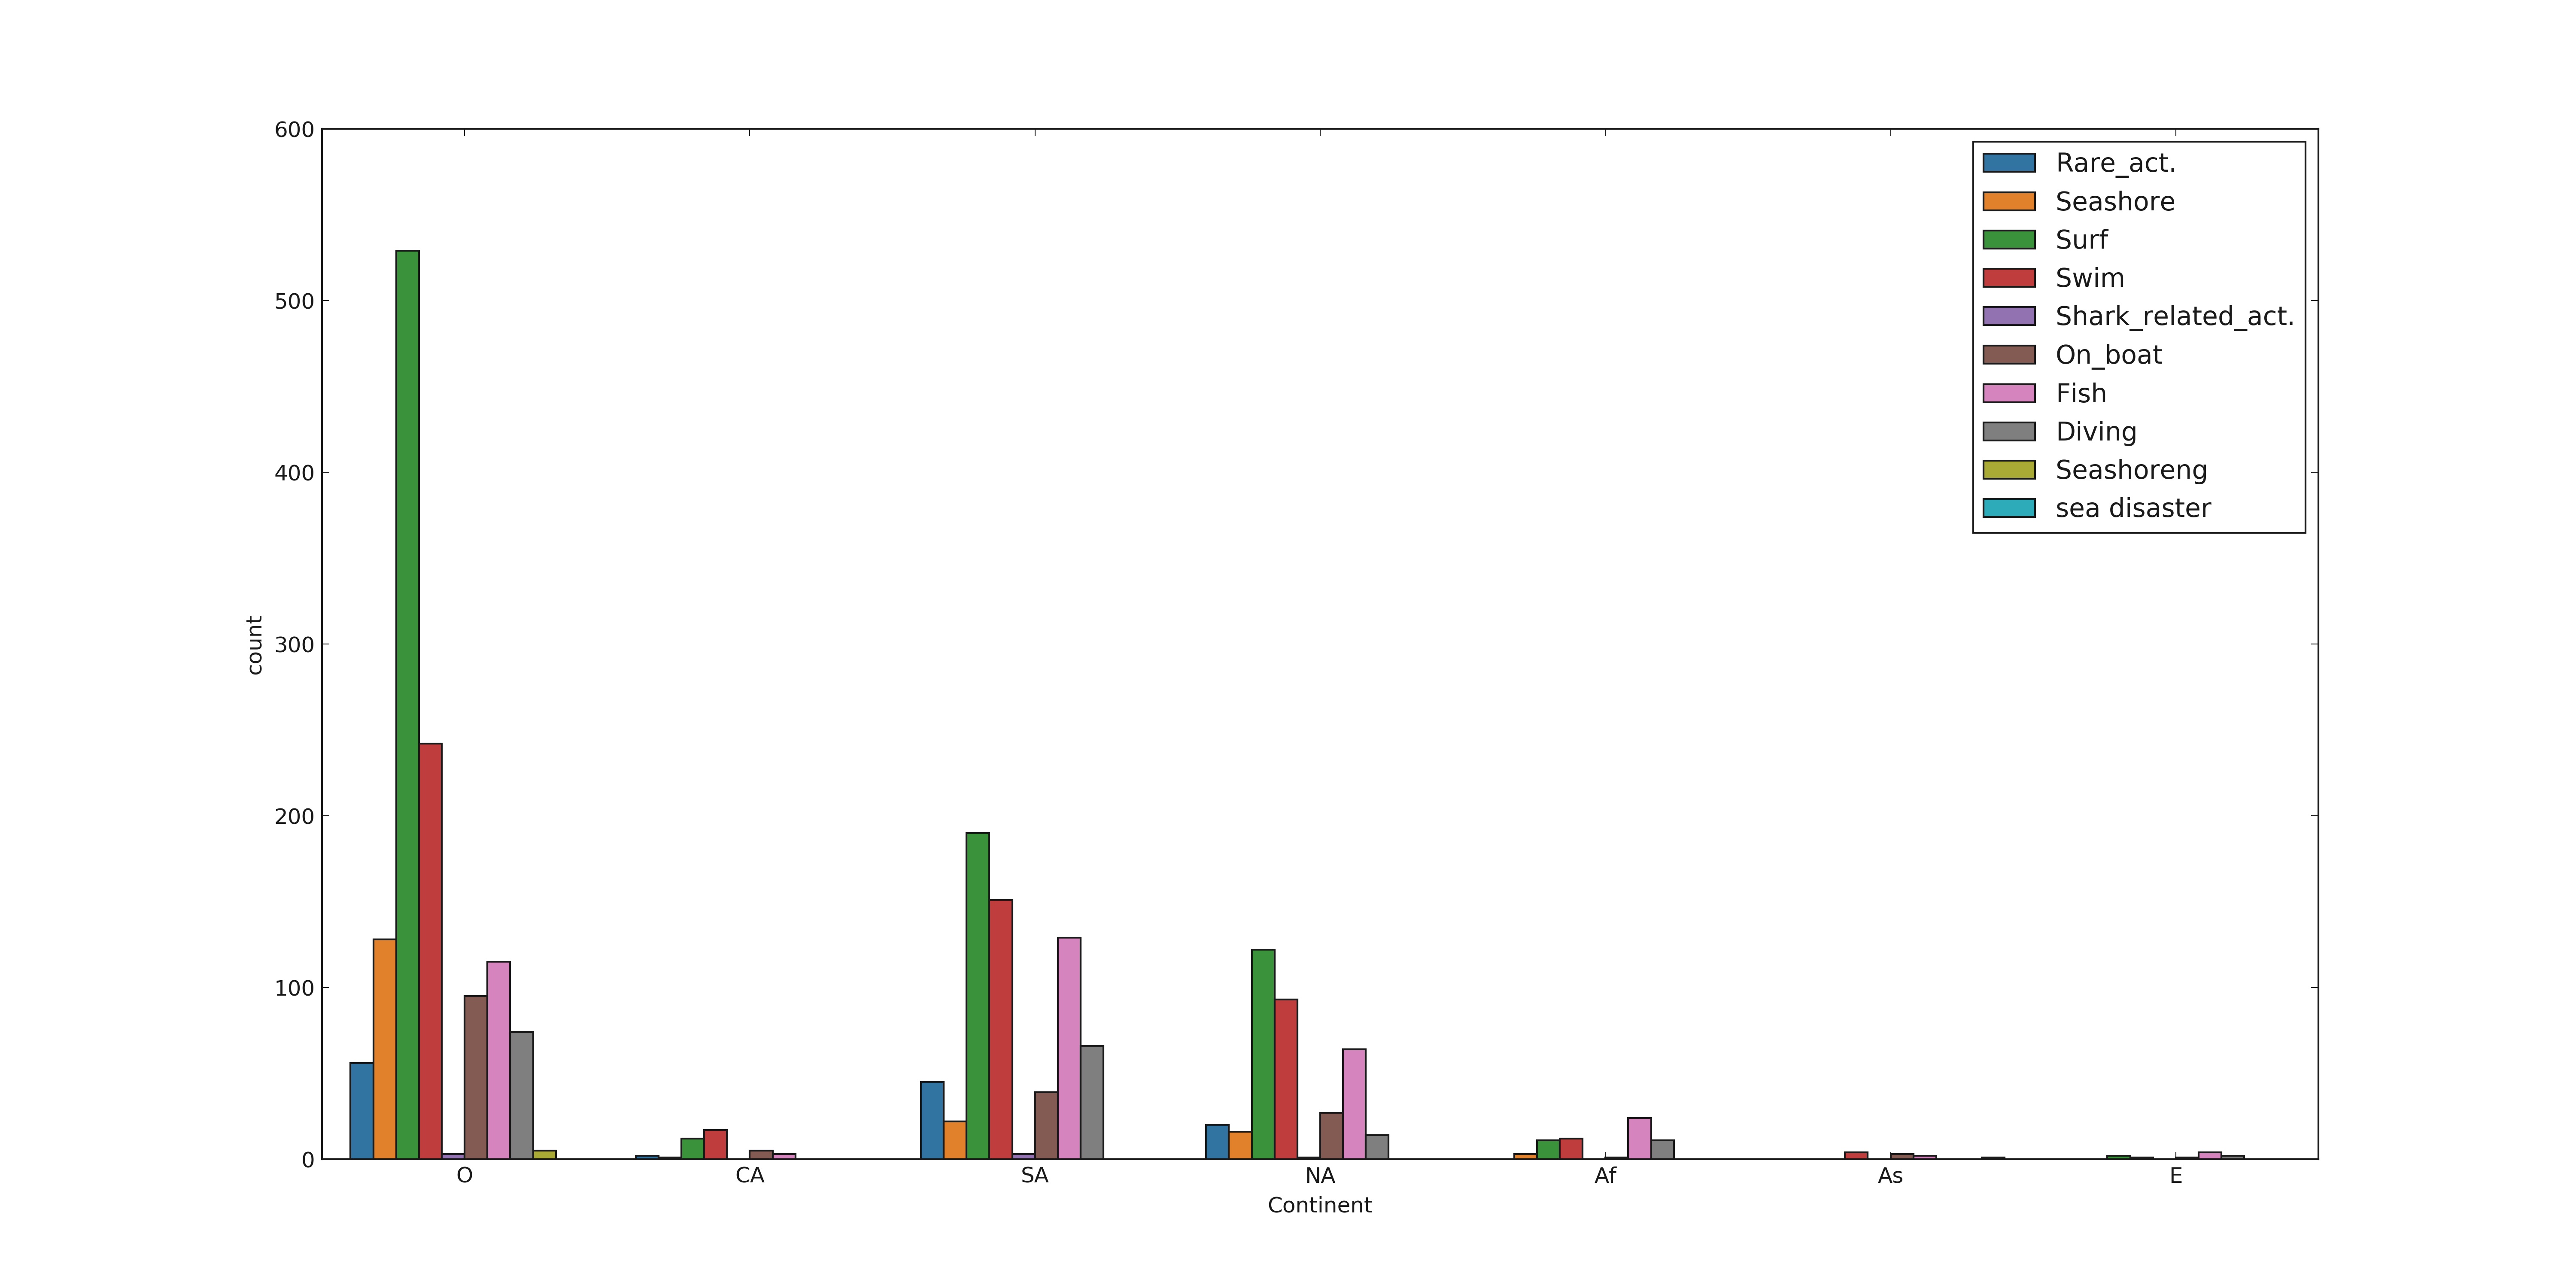 600
500
400
300
200
100
0
count
O CA SA NA Af As E
Continent
Rare_act.
Seashore
Surf
Swim
Shark_related_act.
On_boat
Fish
Diving
Seashoreng
sea disaster